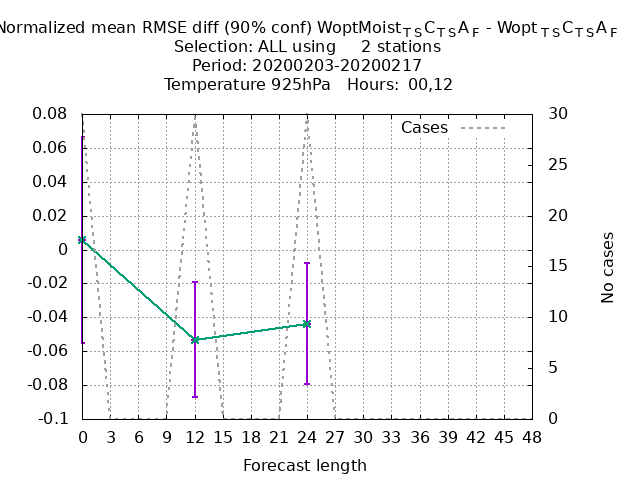 Normalized mean RMSE diff (90% conf) WoptMoist_TSC_TSA_F - Wopt_TSC_TSA_F
Selection: ALL using 2 stations
Period: 20200203-20200217
Temperature 925hPa Hours: 00,12
Cases
0.08
0.06
0.04
0.02
0
-0.02
-0.04
-0.06
-0.08
-0.1
30
25
20
15
10
5
0
No cases
0 3 6 9 12 15 18 21 24 27 30 33 36 39 42 45 48
Forecast length